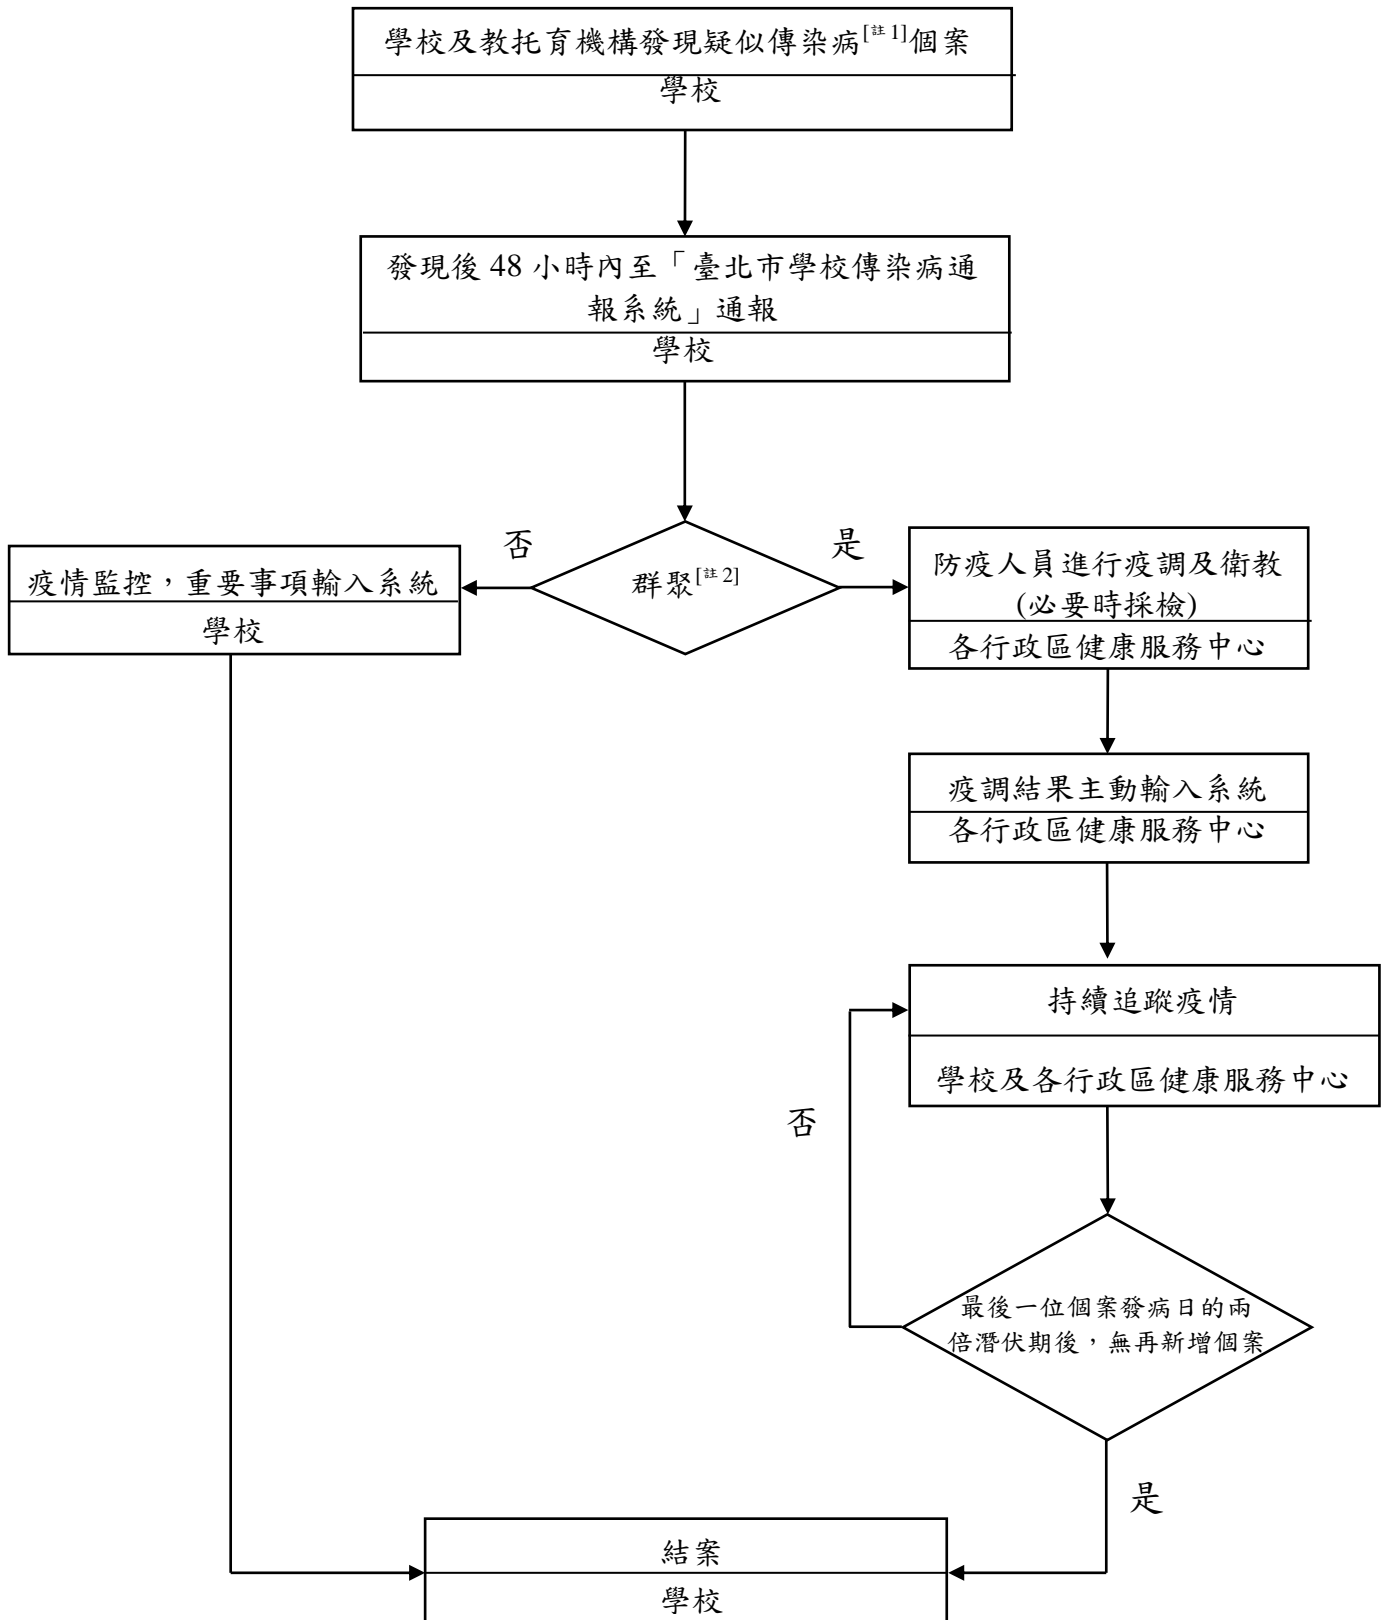 學校及教托育機構發現疑似傳染病[註1]個案
學校
發現後 48 小時內至「臺北市學校傳染病通
報系統」通報
學校
否
是
群聚[註2]
疫情監控，重要事項輸入系統
學校
防疫人員進行疫調及衛教
(必要時採檢)
各行政區健康服務中心
疫調結果主動輸入系統
各行政區健康服務中心
持續追蹤疫情
學校及各行政區健康服務中心
否
最後一位個案發病日的兩
倍潛伏期後，無再新增個案
是
結案
學校